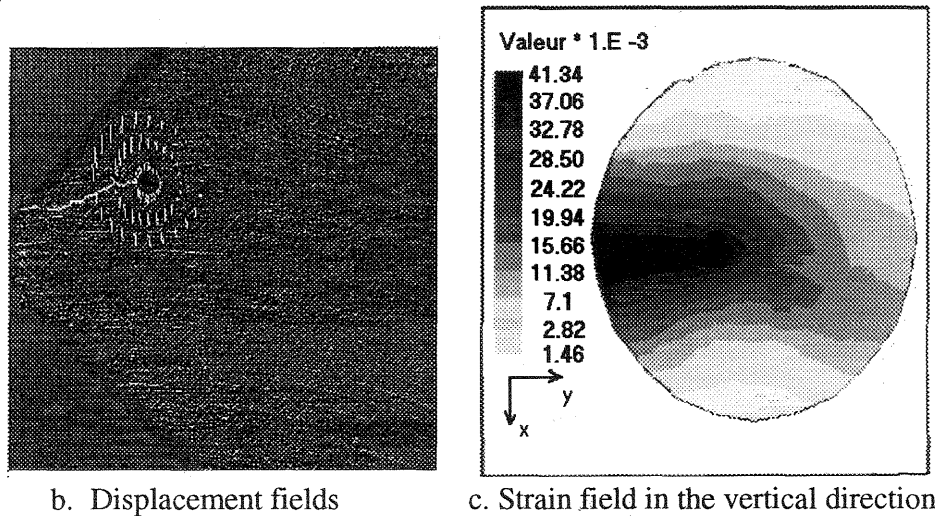 Valeur * 1.E -3
41.34
37.06
32.78
28.50
24.22
19.94
15.66
11.38
7.1
2.82
1.46
y
x
b. Displacement fields
c. Strain field in the vertical direction